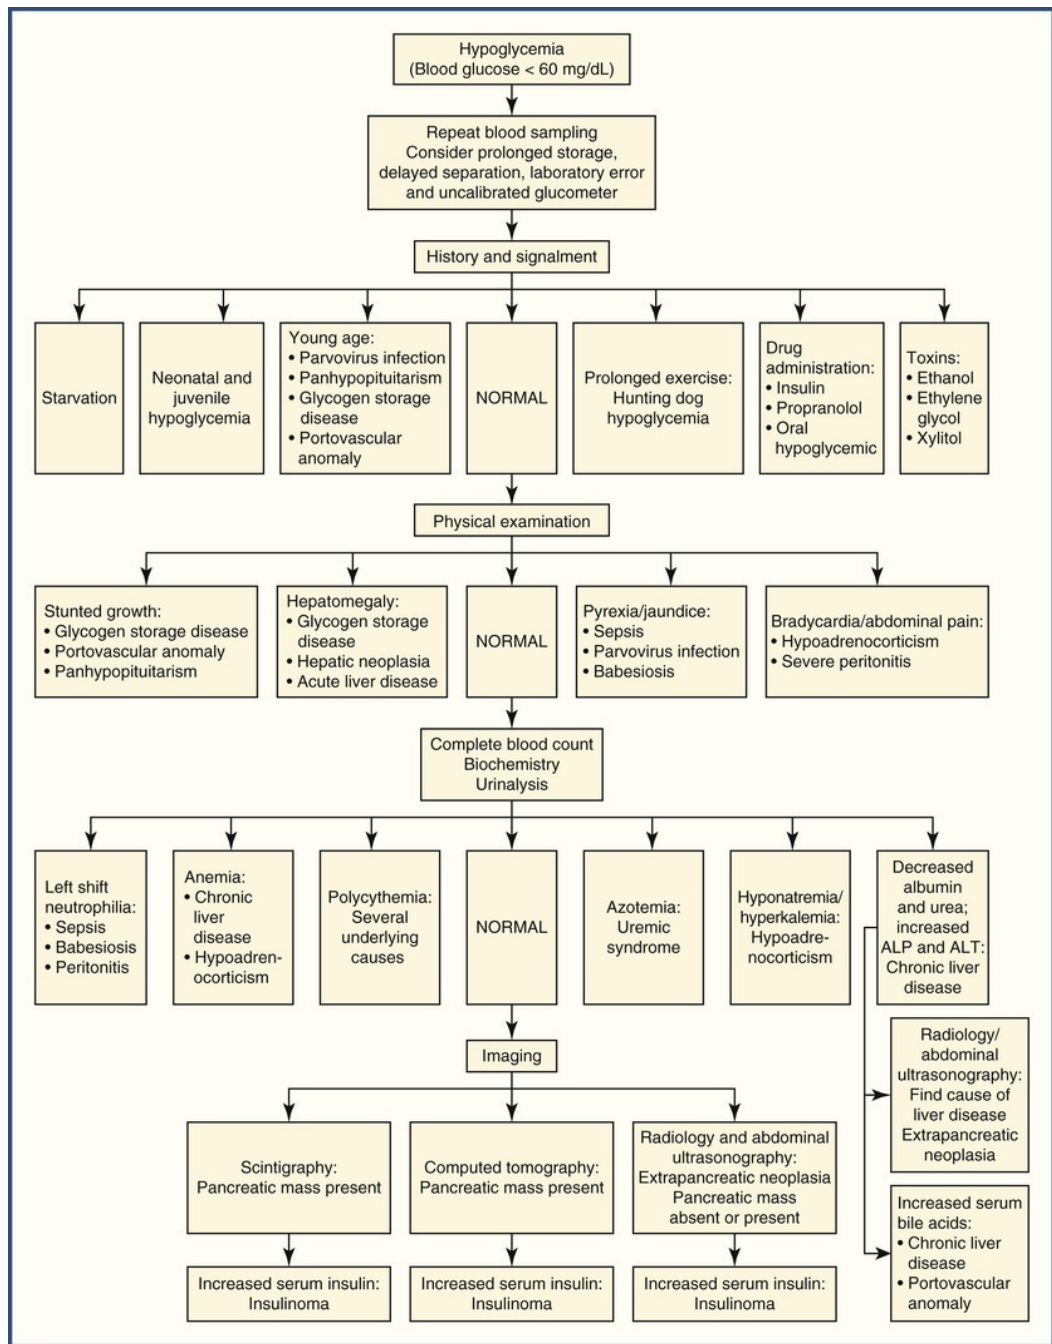 Hypoglycemia
(Blood glucose < 60 mg/dL)
Repeat blood sampling
Consider prolonged storage,
delayed separation, laboratory error
and uncalibrated glucometer
History and signalment
Starvation
Neonatal and
juvenile
hypoglycemia
Young age:
• Parvovirus infection
• Panhypopituitarism
• Glycogen storage
disease
• Portovascular
anomaly
NORMAL
Prolonged exercise:
Hunting dog
hypoglycemia
Drug
administration:
• Insulin
• Propranolol
• Oral
hypoglycemic
Toxins:
• Ethanol
• Ethylene
glycol
• Xylitol
Physical examination
Stunted growth:
• Glycogen storage disease
• Portovascular anomaly
• Panhypopituitarism
Hepatomegaly:
• Glycogen storage
disease
• Hepatic neoplasia
• Acute liver disease
NORMAL
Pyrexia/jaundice:
• Sepsis
• Parvovirus infection
• Babesiosis
Bradycardia/abdominal pain:
• Hypoadrenocorticism
• Severe peritonitis
Complete blood count
Biochemistry
Urinalysis
Left shift
neutrophilia:
• Sepsis
• Babesiosis
• Peritonitis
Anemia:
• Chronic
liver
disease
• Hypoadren-
ocorticism
Polycythemia:
Several
underlying
causes
NORMAL
Azotemia:
Uremic
syndrome
Hyponatremia/
hyperkalemia:
Hypoadre-
nocorticism
Decreased
albumin
and urea;
increased
ALP and ALT:
Chronic liver
disease
Imaging
Radiology/
abdominal
ultrasonography:
Find cause of
liver disease
Extrapancreatic
neoplasia
Scintigraphy:
Pancreatic mass present
Computed tomography:
Pancreatic mass present
Radiology and abdominal
ultrasonography:
Extrapancreatic neoplasia
Pancreatic mass
absent or present
Increased serum
bile acids:
• Chronic liver
disease
• Portovascular
anomaly
Increased serum insulin:
Insulinoma
Increased serum insulin:
Insulinoma
Increased serum insulin:
Insulinoma